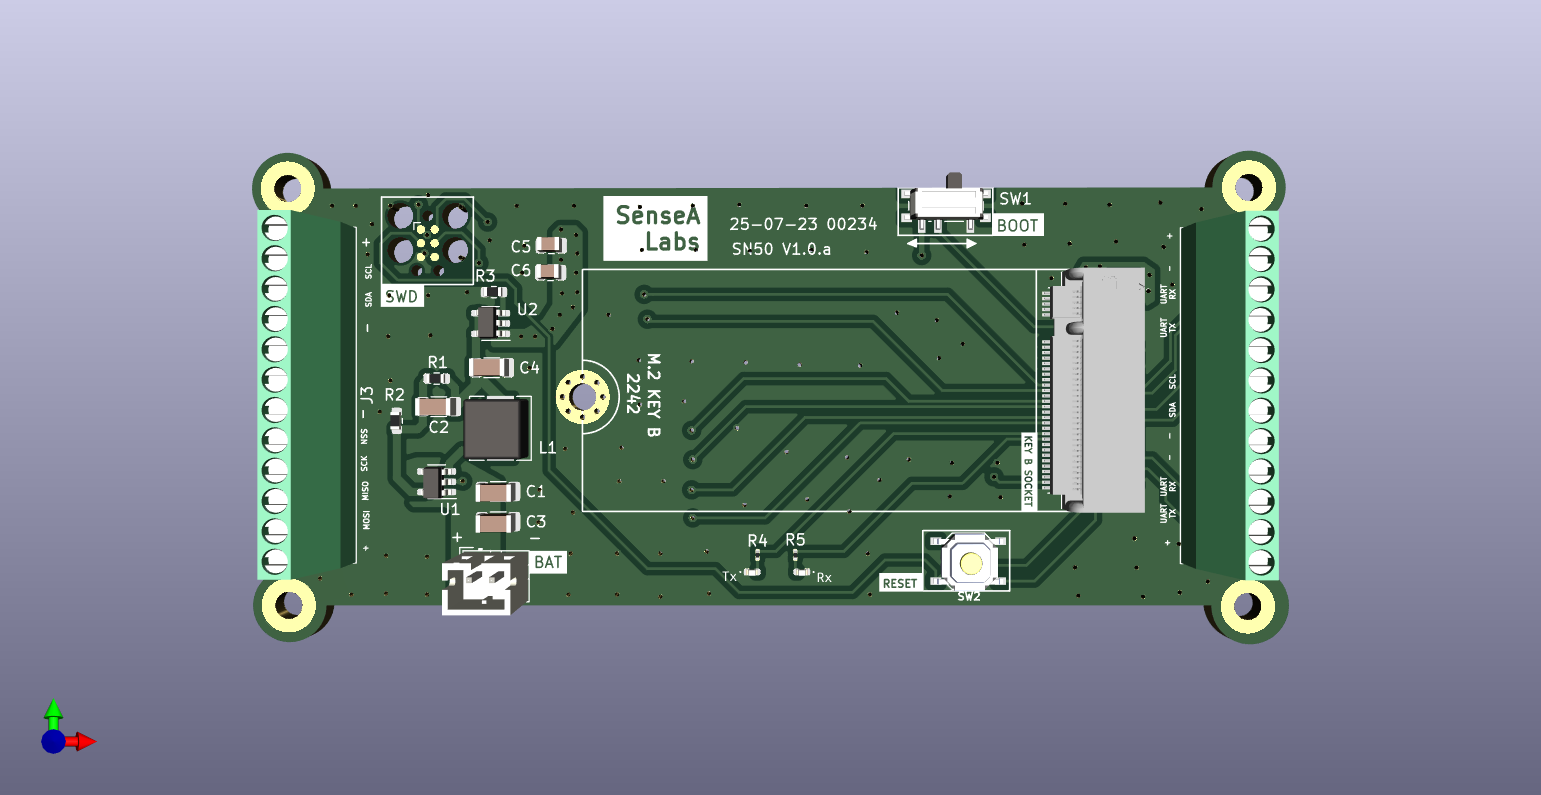 SenseA
Labs
25-07-23 00234
SN50 V1.0.a
SW1
BOOT
SWD
C5
C6
R3
U2
C4
R1
R2
C2
L1
U1
C1
C3
+
-
BAT
M.2 KEY B
2242
KEY B SOCKET
R4
R5
Tx
Rx
RESET
SW2
J3
+
SCL
SDA
-
-
NSS
SCK
MISO
MOSI
+
+
-
UART
RX
UART
TX
SCL
SDA
-
-
UART
RX
UART
TX
+